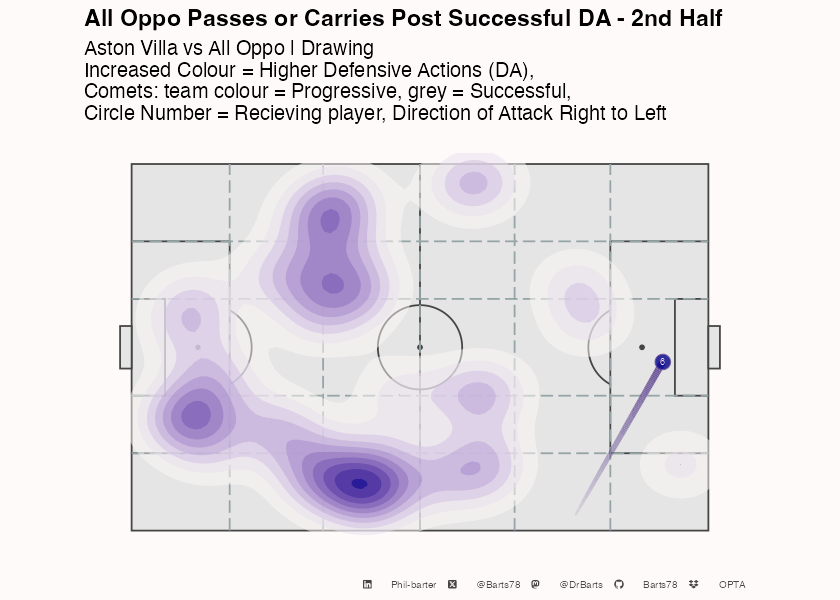 All Oppo Passes or Carries Post Successful DA - 2nd Half
Aston Villa vs All Oppo | Drawing
Increased Colour = Higher Defensive Actions (DA),
Comets: team colour = Progressive, grey = Successful,
Circle Number = Recieving player, Direction of Attack Right to Left
6
Phil-barter @Barts78 @DrBarts Barts78 OPTA